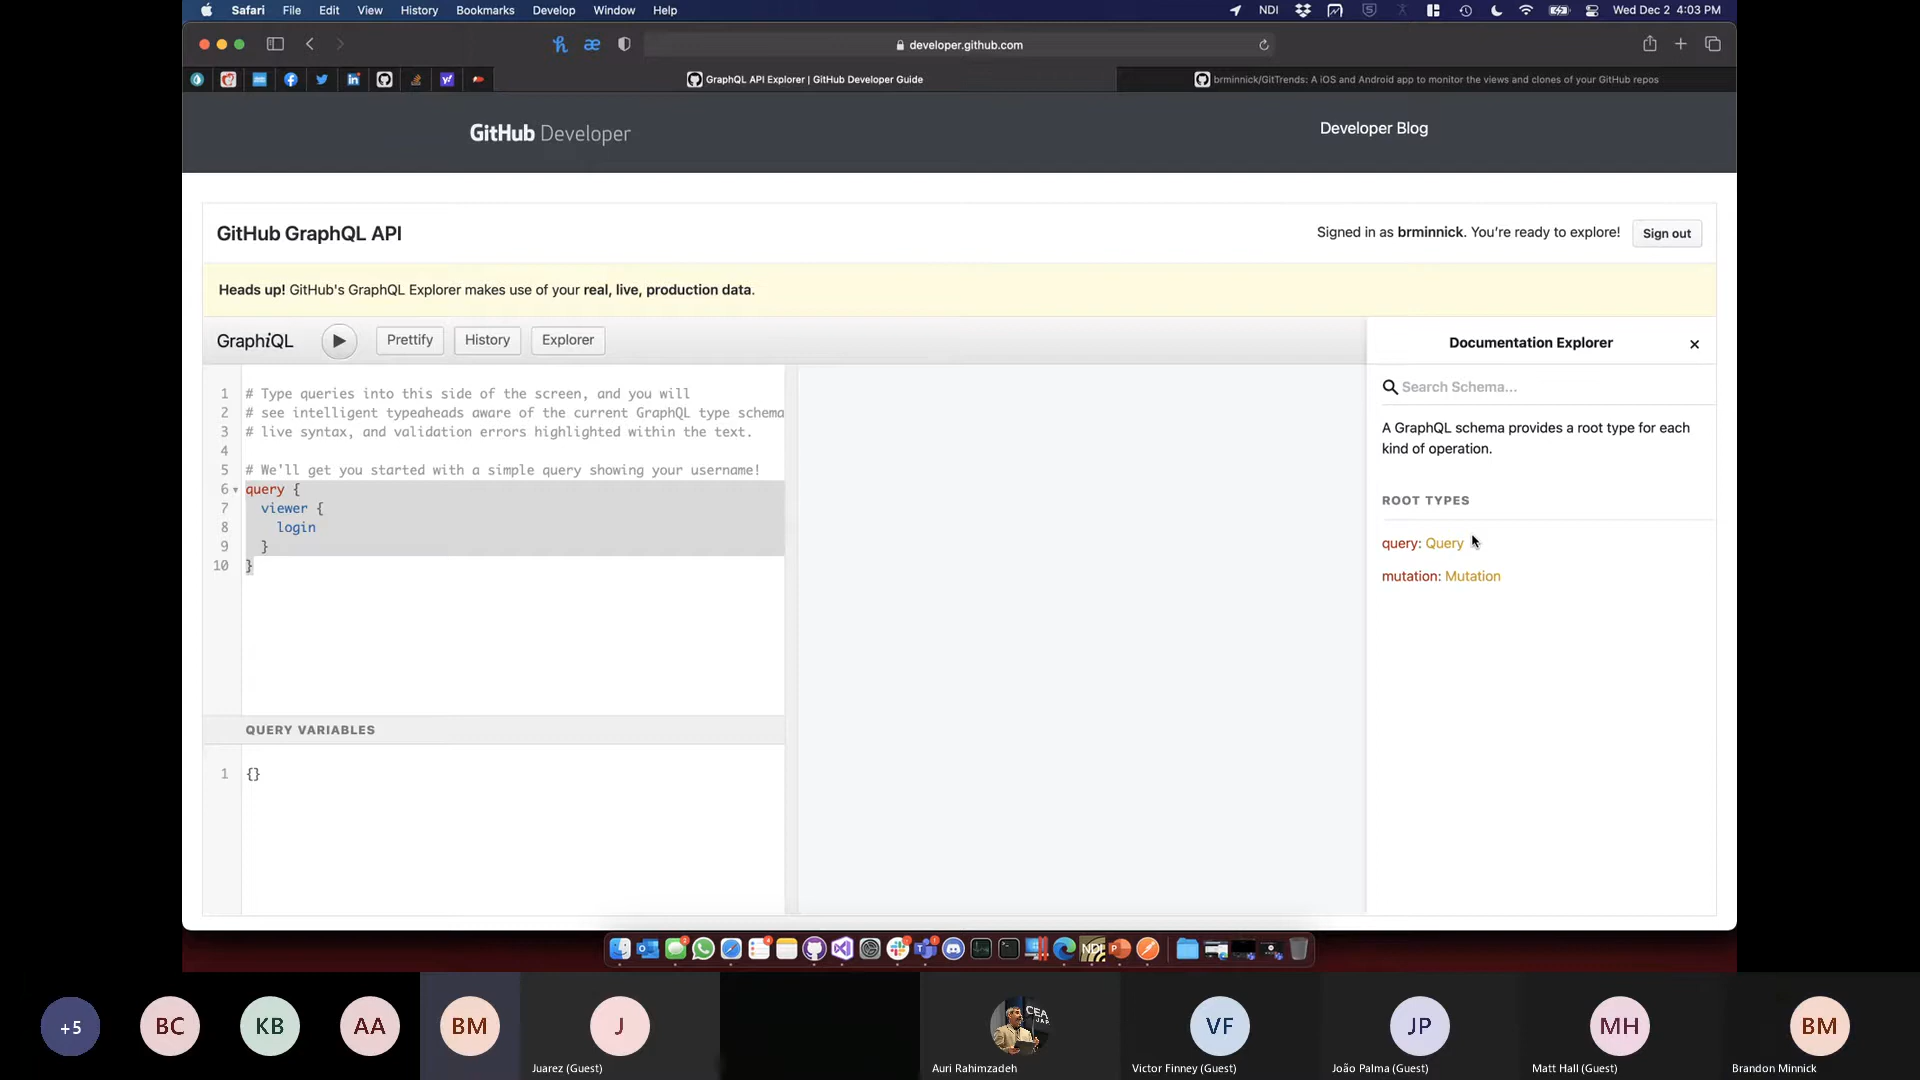 Safari File Edit View History Bookmarks Develop Window Help NDI Wed Dec 2 4:03 PM
developer.github.com
GraphQL API Explorer | GitHub Developer Guide
brminnick/GitTrends: A iOS and Android app to monitor the views and clones of your GitHub repos
GitHub Developer
Developer Blog
GitHub GraphQL API
Signed in as brminnick. You're ready to explore!
Sign out
Heads up! GitHub's GraphQL Explorer makes use of your real, live, production data.
GraphiQL
Prettify
History
Explorer
Documentation Explorer
1 # Type queries into this side of the screen, and you will
2 # see intelligent typeaheads aware of the current GraphQL type schema
3 # live syntax, and validation errors highlighted within the text.
4
5 # We'll get you started with a simple query showing your username!
6 query {
7 viewer {
8 login
9 }
10 }
Search Schema...
A GraphQL schema provides a root type for each
kind of operation.
ROOT TYPES
query: Query
mutation: Mutation
QUERY VARIABLES
1 {}
+5
BC
KB
AA
BM
J
Juarez (Guest)
Auri Rahimzadeh
VF
Victor Finney (Guest)
JP
João Palma (Guest)
MH
Matt Hall (Guest)
BM
Brandon Minnick